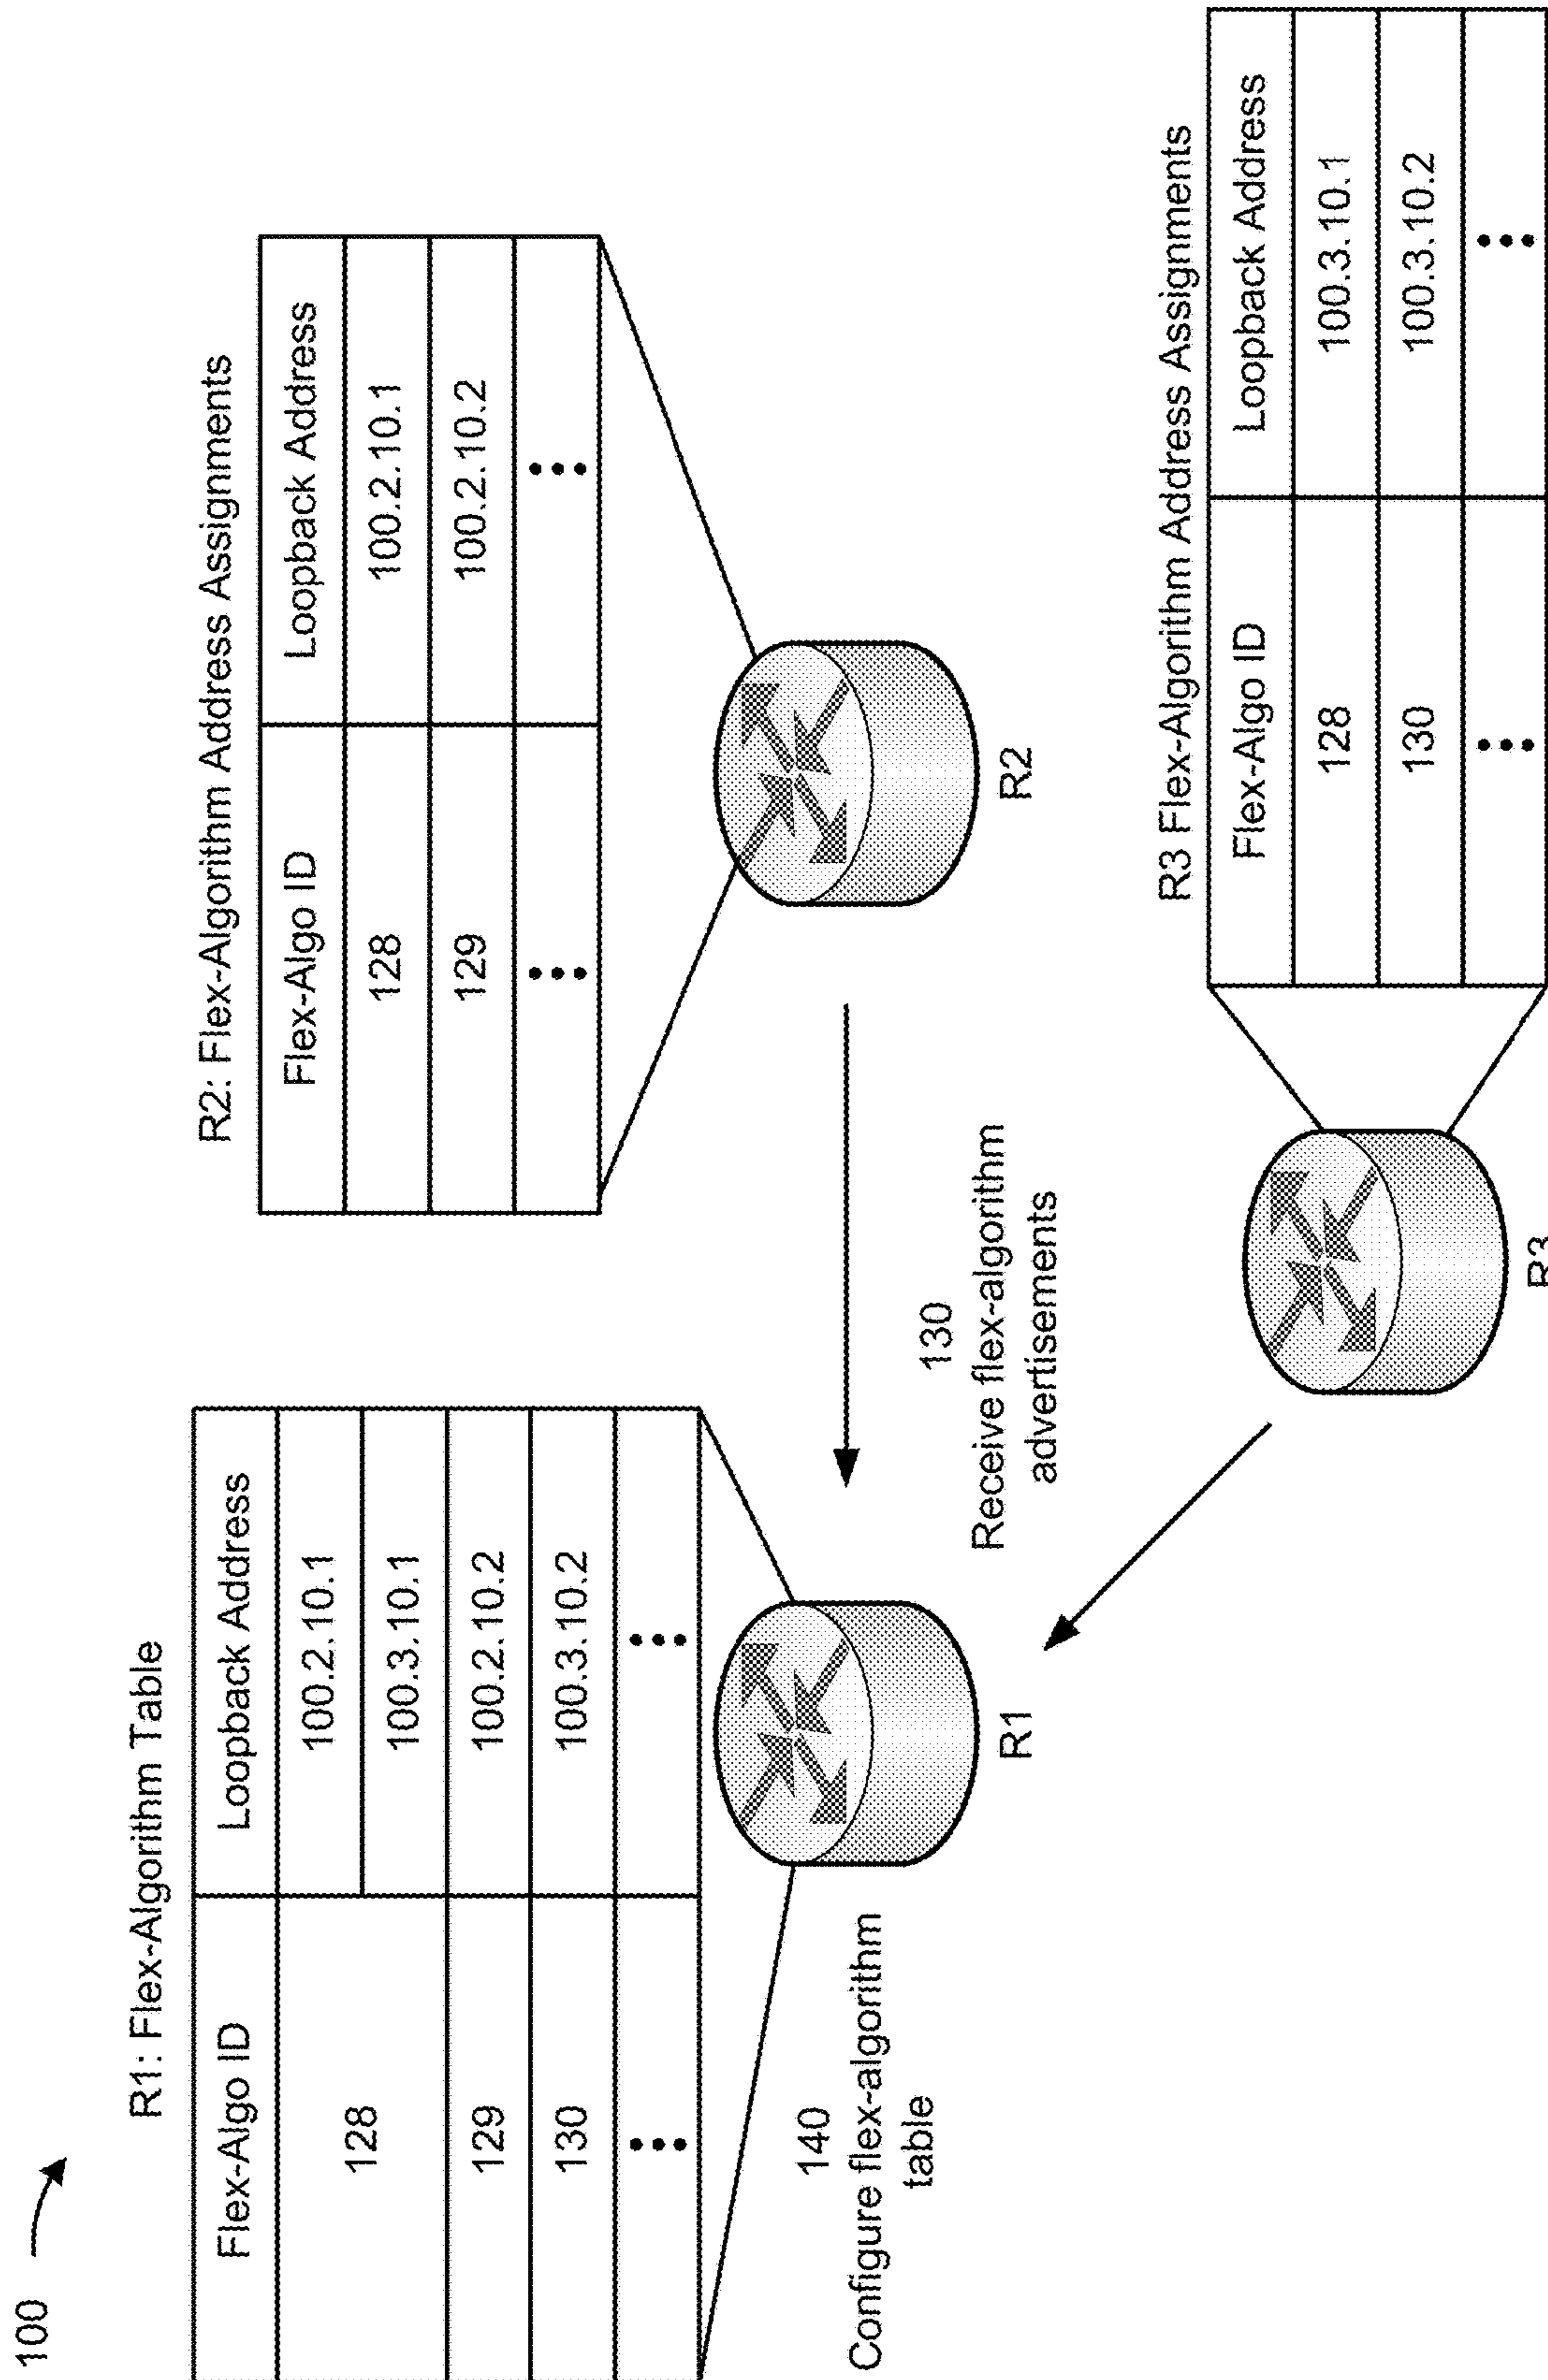 100
R1: Flex-Algorithm Table
Flex-Algo ID Loopback Address
128 100.2.10.1
100.3.10.1
129 100.2.10.2
130 100.3.10.2
140
Configure flex-algorithm
table
R1
R2: Flex-Algorithm Address Assignments
Flex-Algo ID Loopback Address
128 100.2.10.1
129 100.2.10.2
R2
130
Receive flex-algorithm
advertisements
R3 Flex-Algorithm Address Assignments
Flex-Algo ID Loopback Address
128 100.3.10.1
130 100.3.10.2
R3